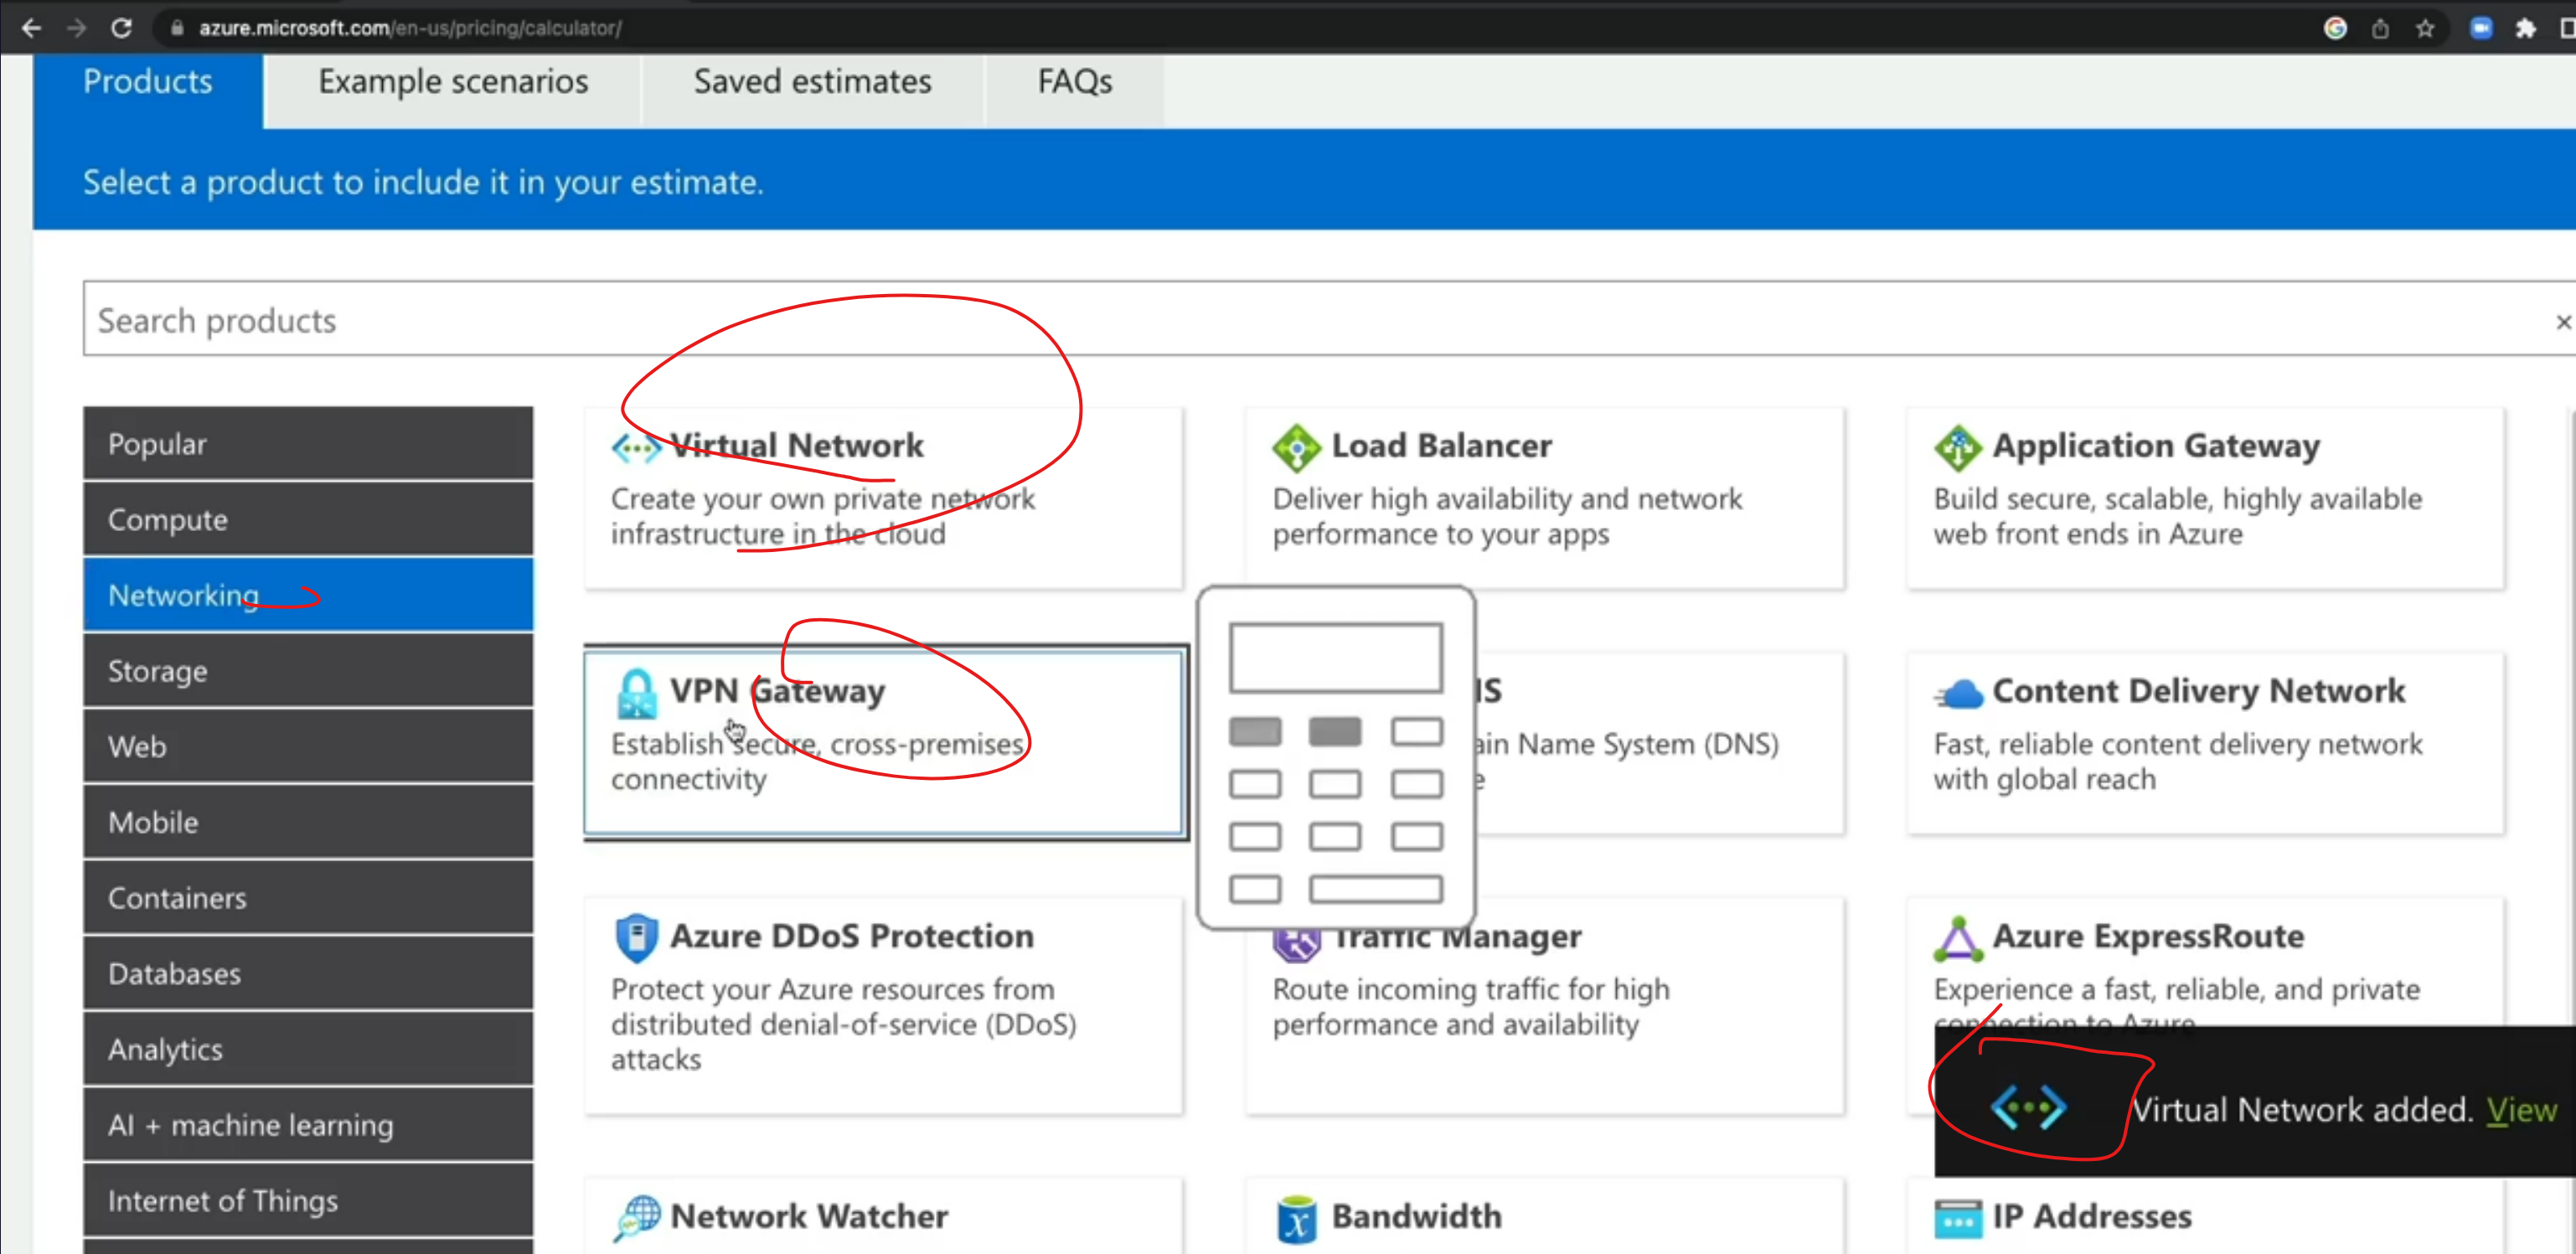 azure.microsoft.com/en-us/pricing/calculator/
Products
Example scenarios
Saved estimates
FAQs
Select a product to include it in your estimate.
Search products
Popular
Compute
Networking
Storage
Web
Mobile
Containers
Databases
Analytics
AI + machine learning
Internet of Things
Virtual Network
Create your own private network
infrastructure in the cloud
Load Balancer
Deliver high availability and network
performance to your apps
Application Gateway
Build secure, scalable, highly available
web front ends in Azure
VPN Gateway
Establish secure, cross-premises
connectivity
Name System (DNS)
Content Delivery Network
Fast, reliable content delivery network
with global reach
Azure DDoS Protection
Protect your Azure resources from
distributed denial-of-service (DDoS)
attacks
Traffic Manager
Route incoming traffic for high
performance and availability
Azure ExpressRoute
Experience a fast, reliable, and private
connection to Azure
Virtual Network added. View
Network Watcher
Bandwidth
IP Addresses